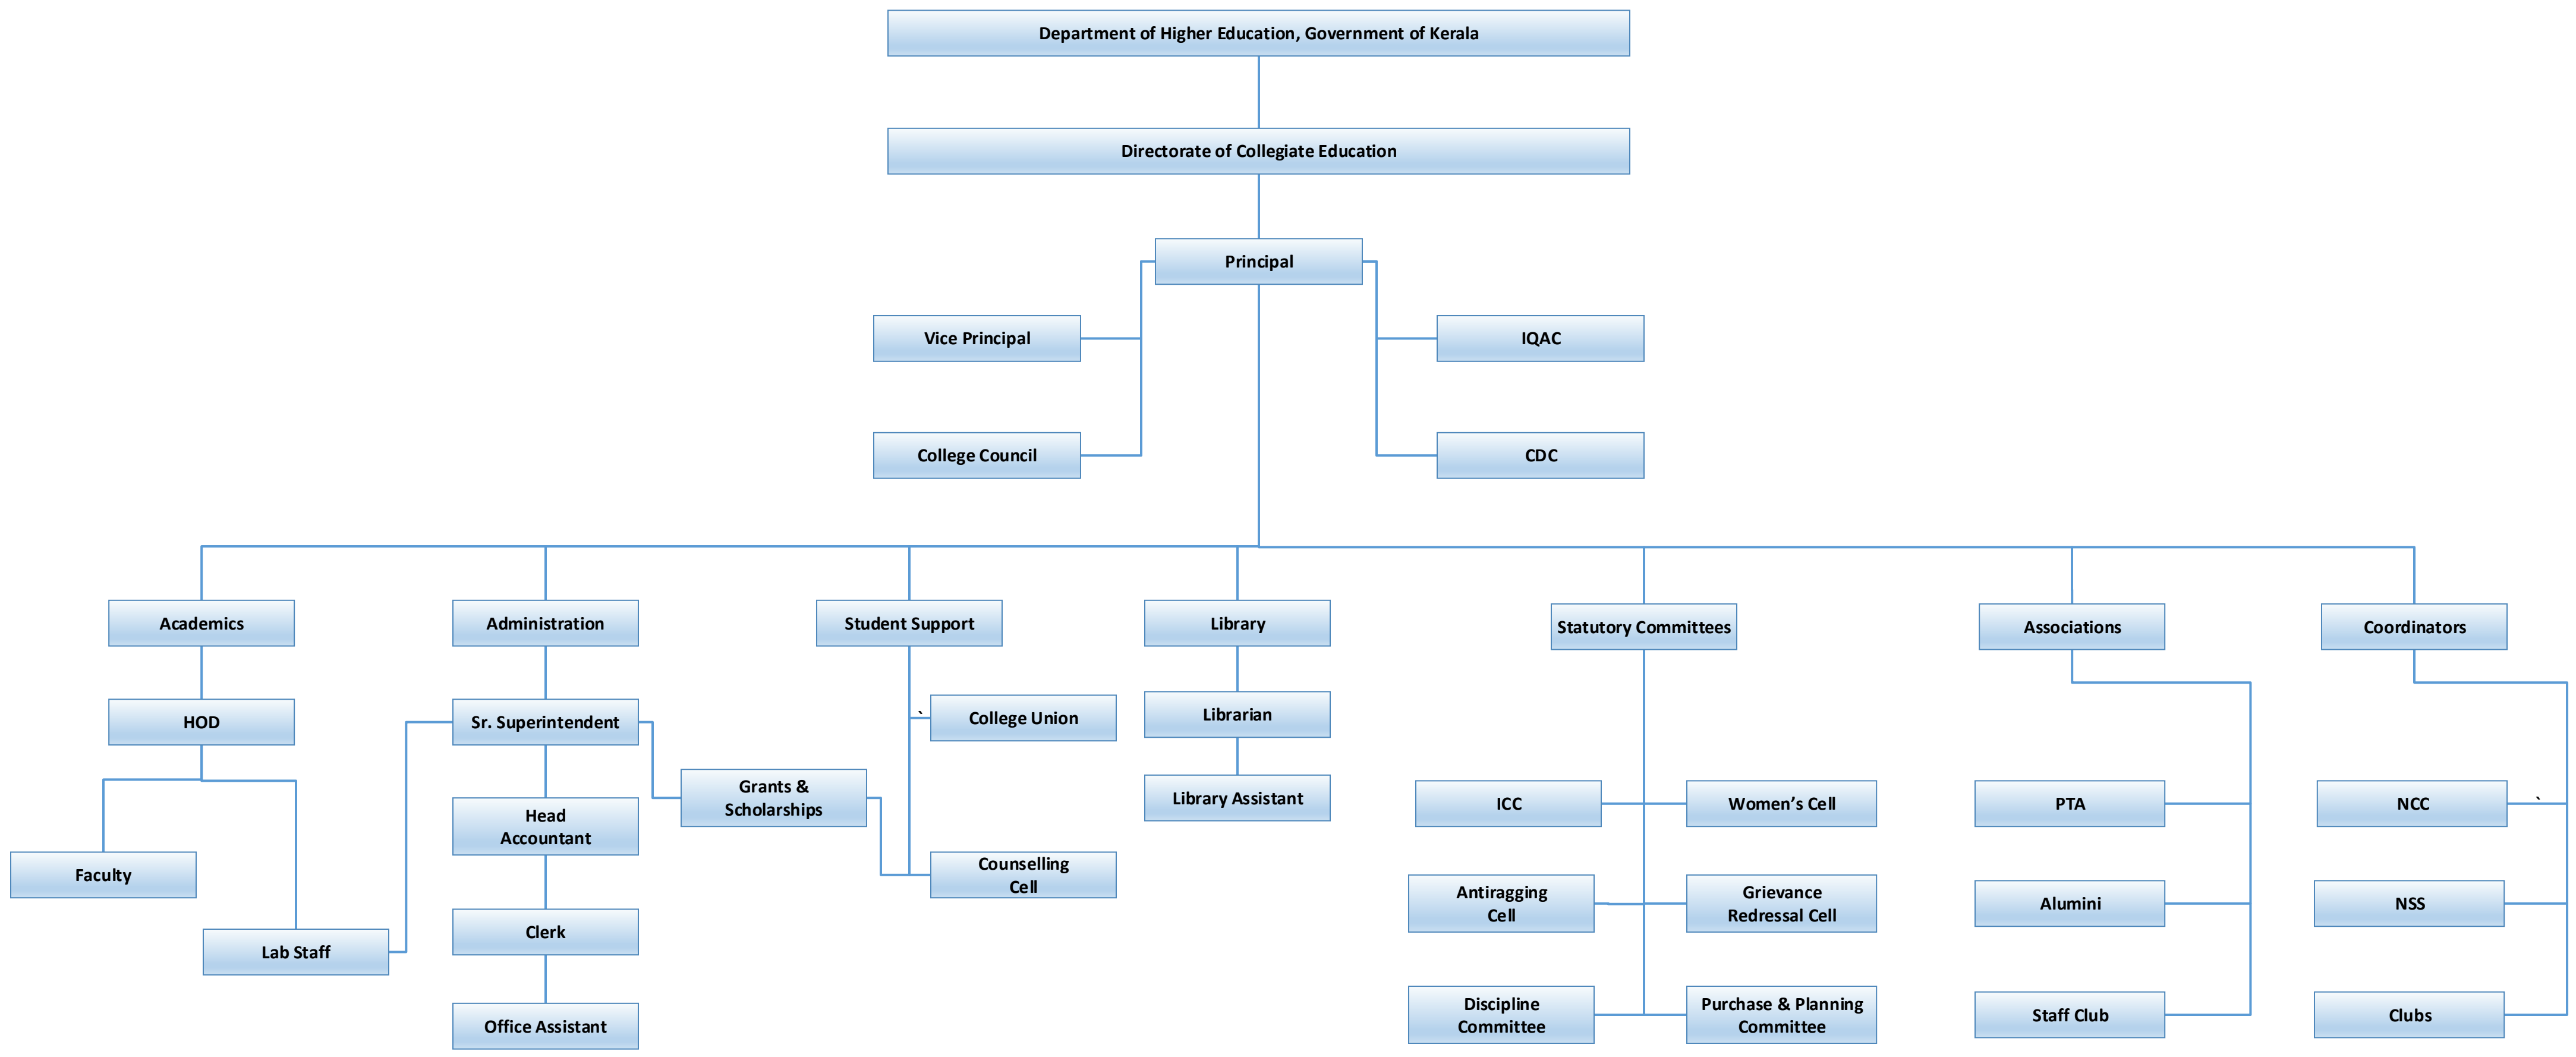 Department of Higher Education, Government of Kerala
Directorate of Collegiate Education
Principal
Vice Principal
IQAC
College Council
CDC
Academics
Administration
Student Support
Library
Statutory Committees
Associations
Coordinators
HOD
Sr. Superintendent
`
College Union
Librarian
Grants &
Scholarships
Head
Accountant
Library Assistant
ICC
Women’s Cell
PTA
NCC
`
Faculty
Counselling
Cell
Antiragging
Cell
Grievance
Redressal Cell
Alumini
NSS
Lab Staff
Clerk
Office Assistant
Discipline
Committee
Purchase & Planning
Committee
Staff Club
Clubs